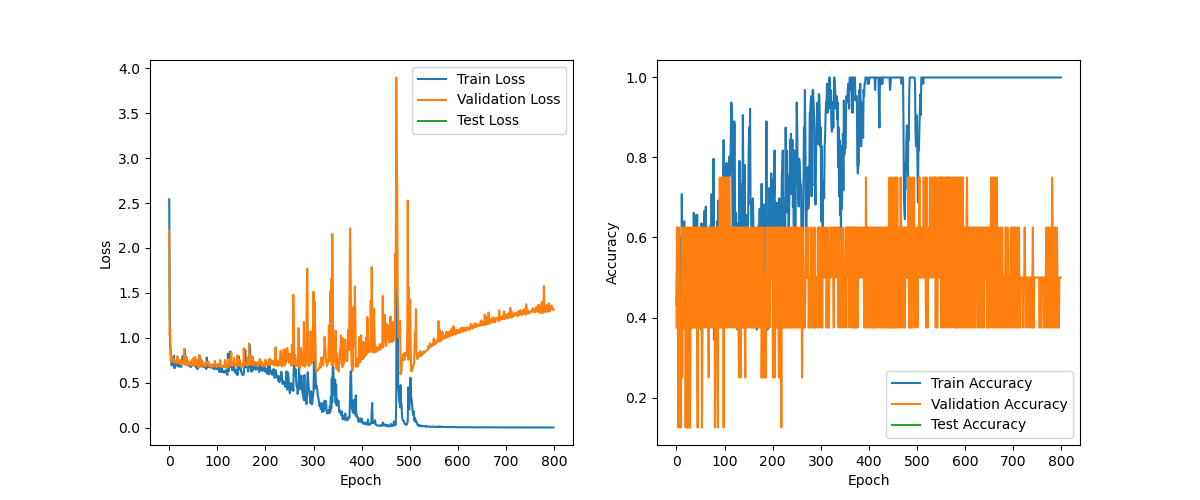 4.0
3.5
3.0
2.5
2.0
1.5
1.0
0.5
0.0
Loss
Train Loss
Validation Loss
Test Loss
0 100 200 300 400 500 600 700 800
Epoch
1.0
0.8
0.6
0.4
0.2
Accuracy
Train Accuracy
Validation Accuracy
Test Accuracy
0 100 200 300 400 500 600 700 800
Epoch